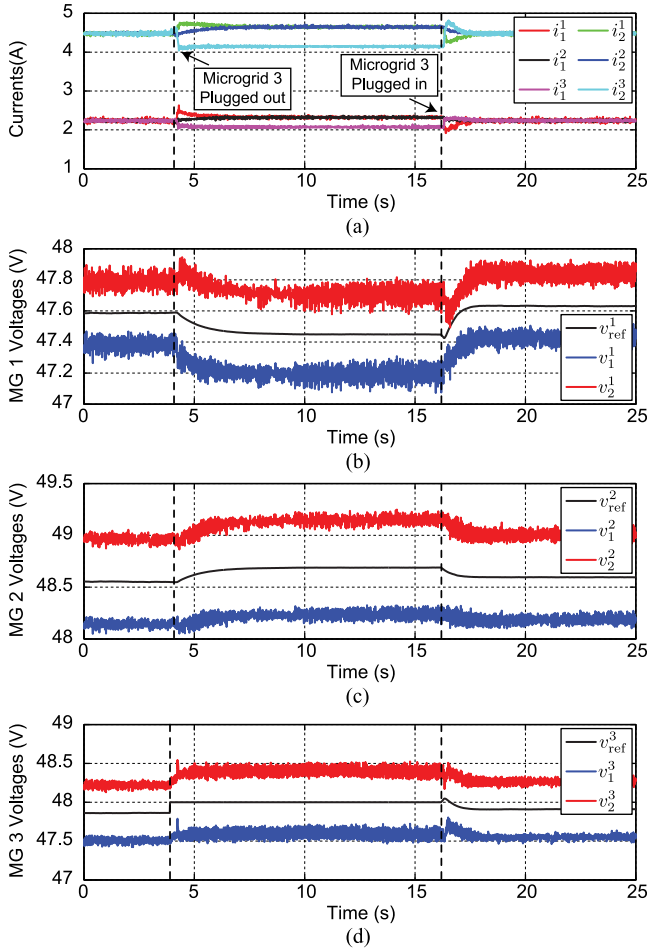 5
4
3
2
1
Currents(A)
Microgrid 3
Plugged out
Microgrid 3
Plugged in
i_1^1 i_2^1
i_1^2 i_2^2
i_1^3 i_2^3
0 5 10 15 20 25
Time (s)
(a)
48
47.8
47.6
47.4
47.2
47
MG 1 Voltages (V)
v_ref^1
v_1^1
v_2^1
0 5 10 15 20 25
Time (s)
(b)
49.5
49
48.5
48
MG 2 Voltages (V)
v_ref^2
v_1^2
v_2^2
0 5 10 15 20 25
Time (s)
(c)
49
48.5
48
47.5
47
MG 3 Voltages (V)
v_ref^3
v_1^3
v_2^3
0 5 10 15 20 25
Time (s)
(d)